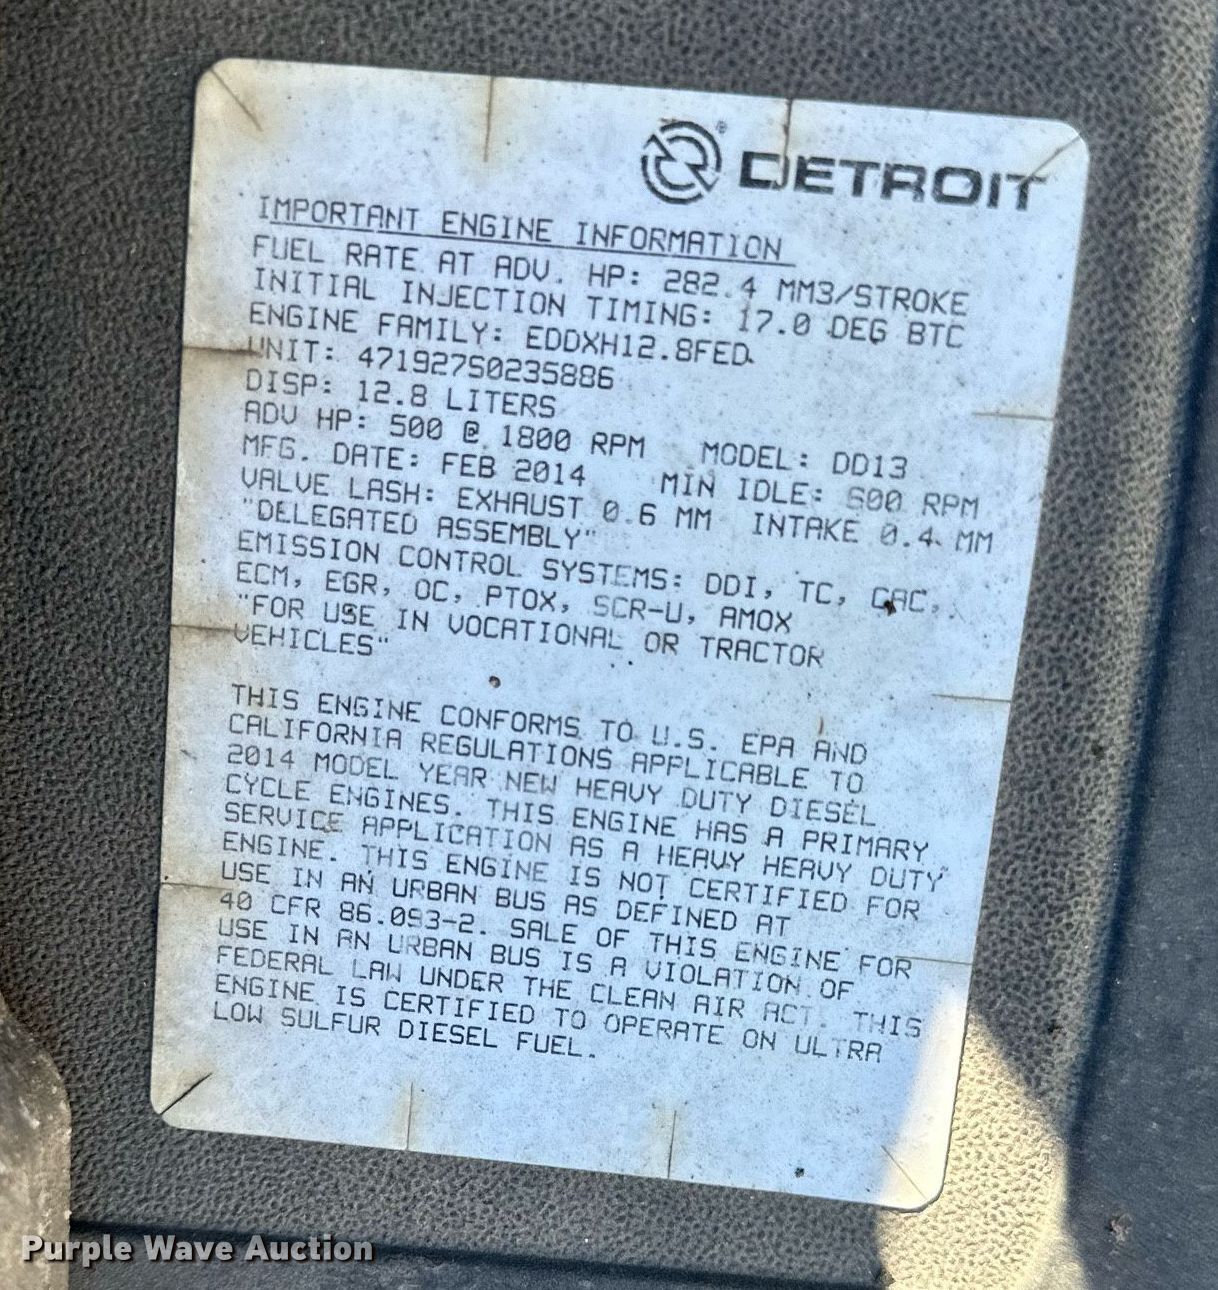 DETROIT
IMPORTANT ENGINE INFORMATION
FUEL RATE AT ADV. HP: 282.4 MM3/STROKE
INITIAL INJECTION TIMING: 17.0 DEG BTC
ENGINE FAMILY: EDDXH12.8FED
UNIT: 471927S0235886
DISP: 12.8 LITERS
ADV HP: 500 @ 1800 RPM MODEL: DD13
MFG. DATE: FEB 2014 MIN IDLE: 600 RPM
VALVE LASH: EXHAUST 0.6 MM INTAKE 0.4 MM
"DELEGATED ASSEMBLY"
EMISSION CONTROL SYSTEMS: DDI, TC, CAC,
ECM, EGR, OC, PTOX, SCR-U, AMOX
"FOR USE IN VOCATIONAL OR TRACTOR
VEHICLES"
THIS ENGINE CONFORMS TO U.S. EPA AND
CALIFORNIA REGULATIONS APPLICABLE TO
2014 MODEL YEAR NEW HEAVY DUTY DIESEL
CYCLE ENGINES. THIS ENGINE HAS A PRIMARY
SERVICE APPLICATION AS A HEAVY HEAVY DUTY
ENGINE. THIS ENGINE IS NOT CERTIFIED FOR
USE IN AN URBAN BUS AS DEFINED AT
40 CFR 86.093-2. SALE OF THIS ENGINE FOR
USE IN AN URBAN BUS IS A VIOLATION OF
FEDERAL LAW UNDER THE CLEAN AIR ACT. THIS
ENGINE IS CERTIFIED TO OPERATE ON ULTRA
LOW SULFUR DIESEL FUEL.
Purple Wave Auction